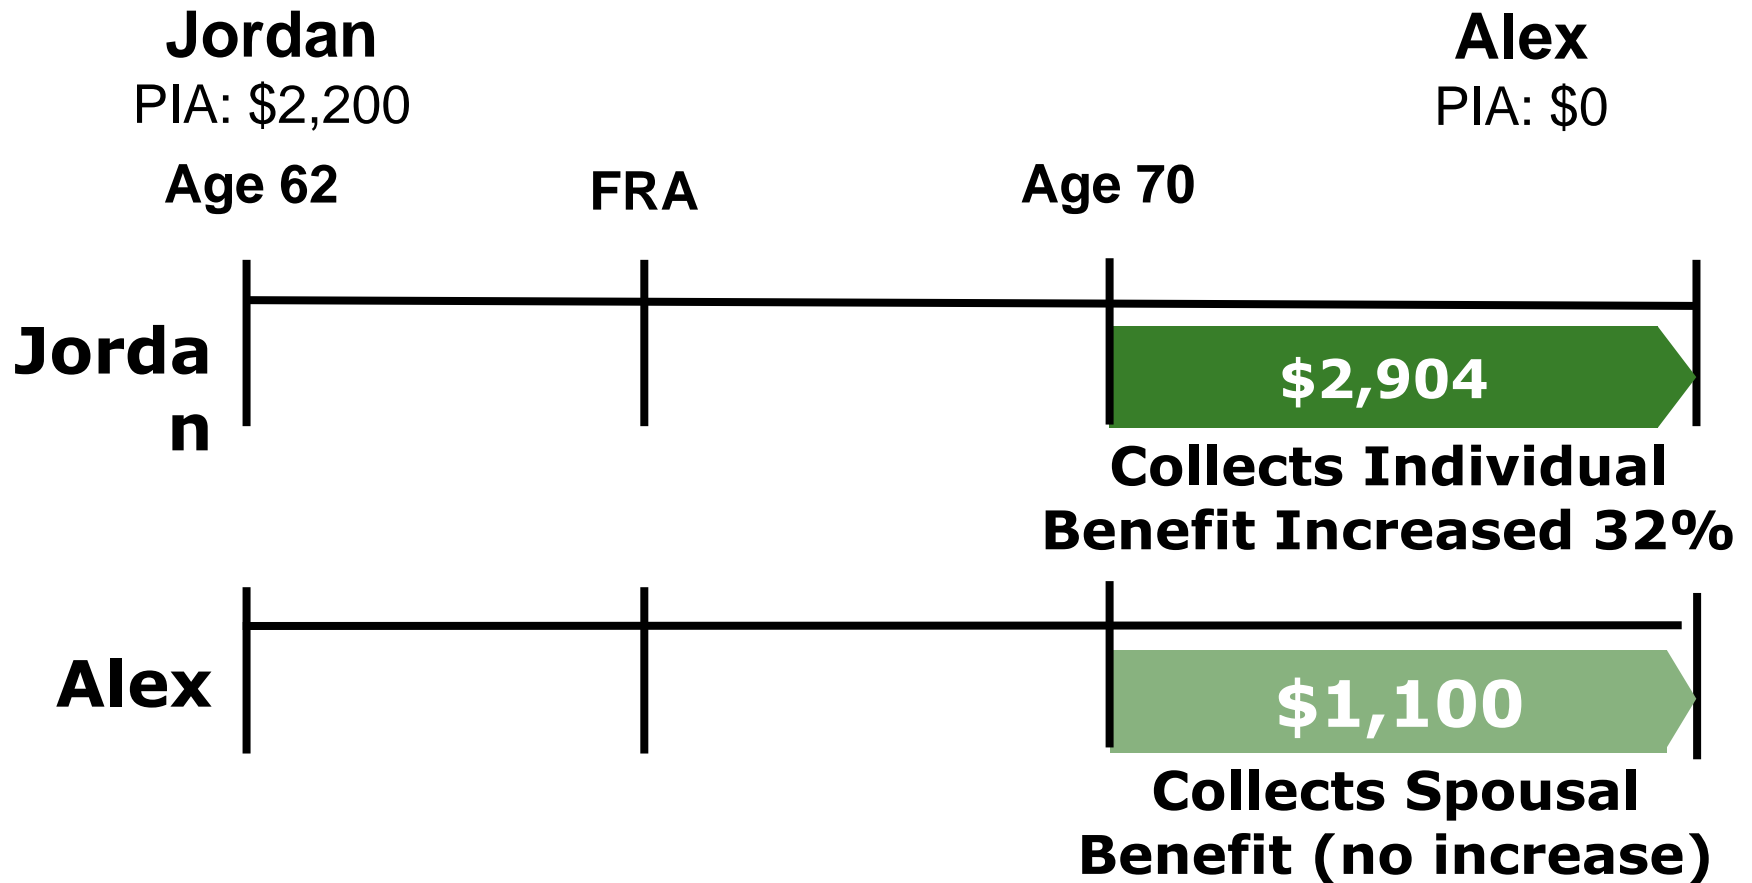 Jordan
PIA: $2,200
Alex
PIA: $0
Age 62
FRA
Age 70
Jorda
n
$2,904
Collects Individual
Benefit Increased 32%
Alex
$1,100
Collects Spousal
Benefit (no increase)